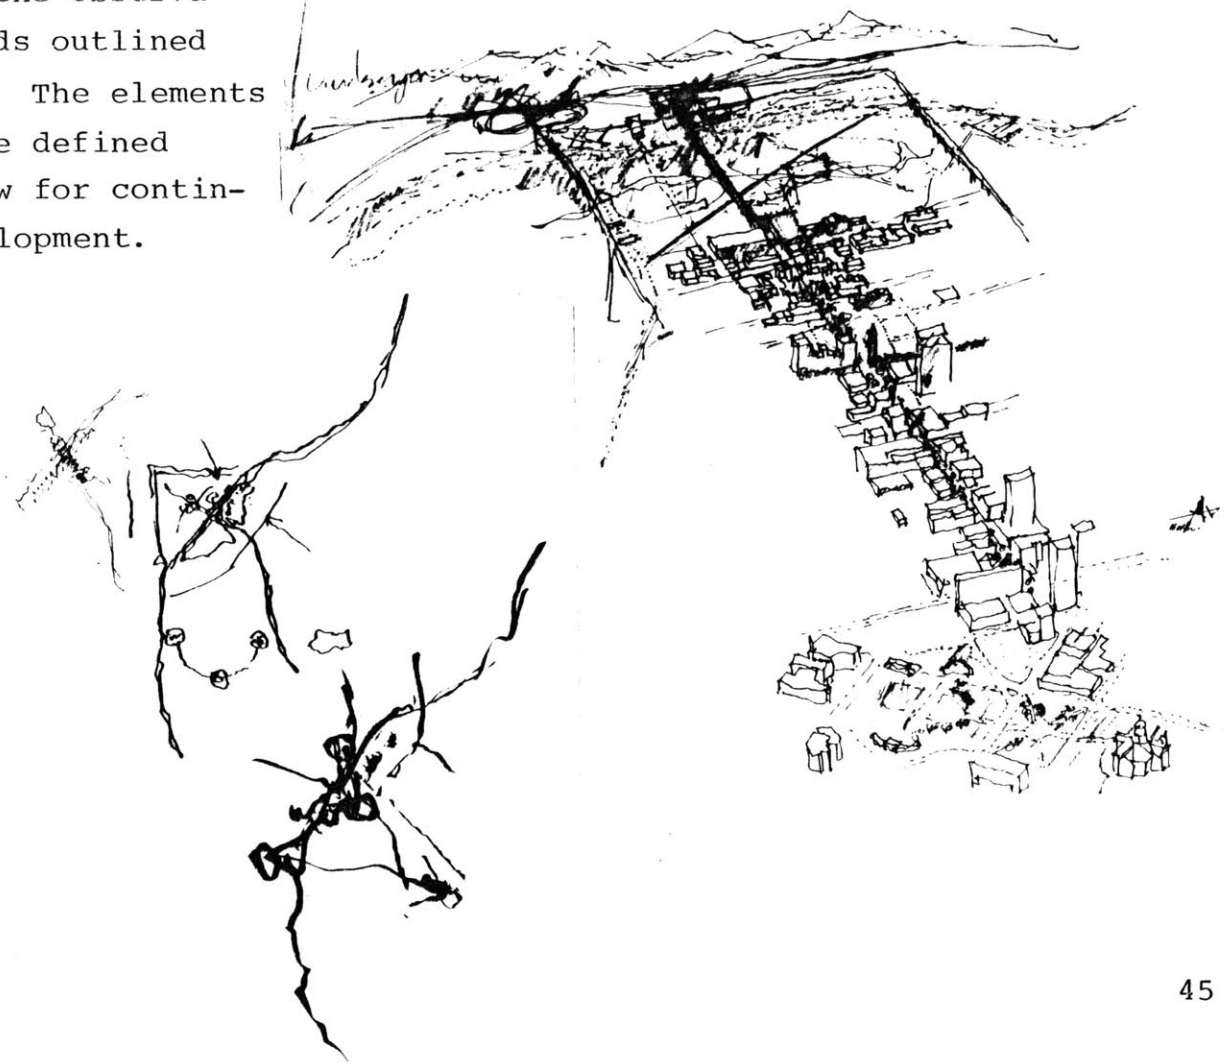 ds outlined
The elements
e defined
w for contin-
lopment.
45